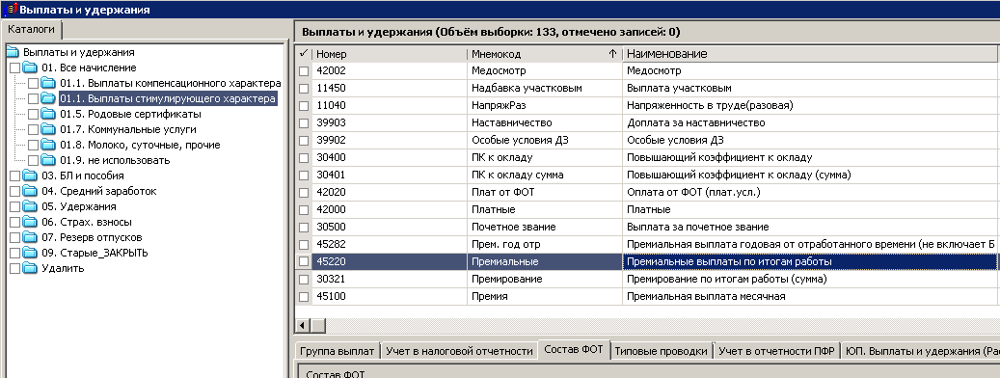 Выплаты и удержания
Каталоги
Выплаты и удержания
01. Все начисление
01.1. Выплаты компенсационного характера
01.1. Выплаты стимулирующего характера
01.5. Родовые сертификаты
01.7. Коммунальные услуги
01.8. Молоко, суточные, прочие
01.9. не использовать
03. БЛ и пособия
04. Средний заработок
05. Удержания
06. Страх. взносы
07. Резерв отпусков
09. Старые_ЗАКРЫТЬ
Удалить
Выплаты и удержания (Объём выборки: 133, отмечено записей: 0)
Номер Мнемокод Наименование
42002 Медосмотр Медосмотр
11450 Надбавка участковым Выплата участковым
11040 НапряжРаз Напряженность в труде(разовая)
39903 Наставничество Доплата за наставничество
39902 Особые условия ДЗ Особые условия ДЗ
30400 ПК к окладу Повышающий коэффициент к окладу
30401 ПК к окладу сумма Повышающий коэффициент к окладу (сумма)
42020 Плат от ФОТ Оплата от ФОТ (плат.усл.)
42000 Платные Платные
30500 Почетное звание Выплата за почетное звание
45282 Прем. год отр Премиальная выплата годовая от отработанного времени (не включает Б
45220 Премиальные Премиальные выплаты по итогам работы
30321 Премирование Премирование по итогам работы (сумма)
45100 Премия Премиальная выплата месячная
Группа выплат Учет в налоговой отчетности Состав ФОТ Типовые проводки Учет в отчетности ПФР ЮП. Выплаты и удержания (Ра
Состав ФОТ